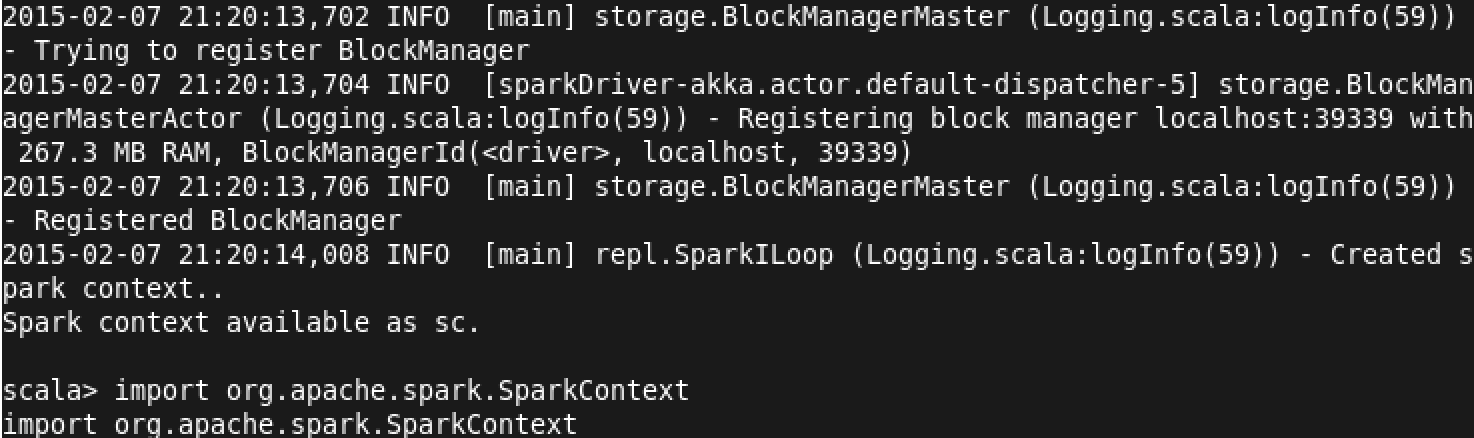 2015-02-07 21:20:13,702 INFO  [main] storage.BlockManagerMaster (Logging.scala:logInfo(59))
- Trying to register BlockManager
2015-02-07 21:20:13,704 INFO  [sparkDriver-akka.actor.default-dispatcher-5] storage.BlockMan
agerMasterActor (Logging.scala:logInfo(59)) - Registering block manager localhost:39339 with
 267.3 MB RAM, BlockManagerId(<driver>, localhost, 39339)
2015-02-07 21:20:13,706 INFO  [main] storage.BlockManagerMaster (Logging.scala:logInfo(59))
- Registered BlockManager
2015-02-07 21:20:14,008 INFO  [main] repl.SparkILoop (Logging.scala:logInfo(59)) - Created s
park context..
Spark context available as sc.

scala> import org.apache.spark.SparkContext
import org.apache.spark.SparkContext